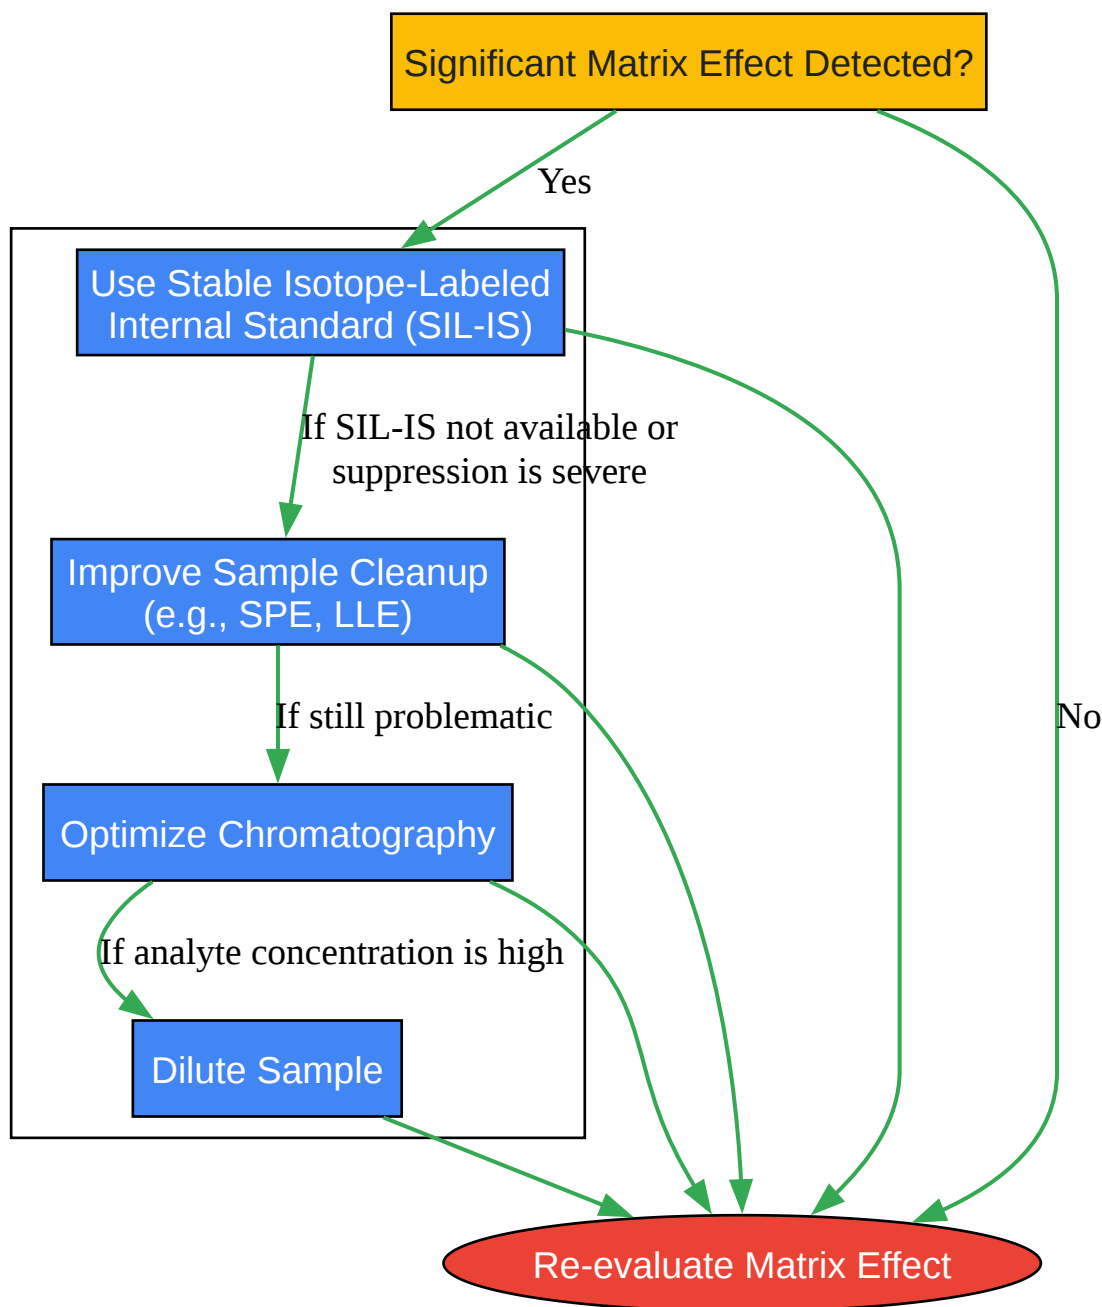 Significant Matrix Effect Detected?
Yes
Use Stable Isotope-Labeled
Internal Standard (SIL-IS)
If SIL-IS not available or
suppression is severe
Improve Sample Cleanup
(e.g., SPE, LLE)
If still problematic
No
Optimize Chromatography
If analyte concentration is high
Dilute Sample
Re-evaluate Matrix Effect